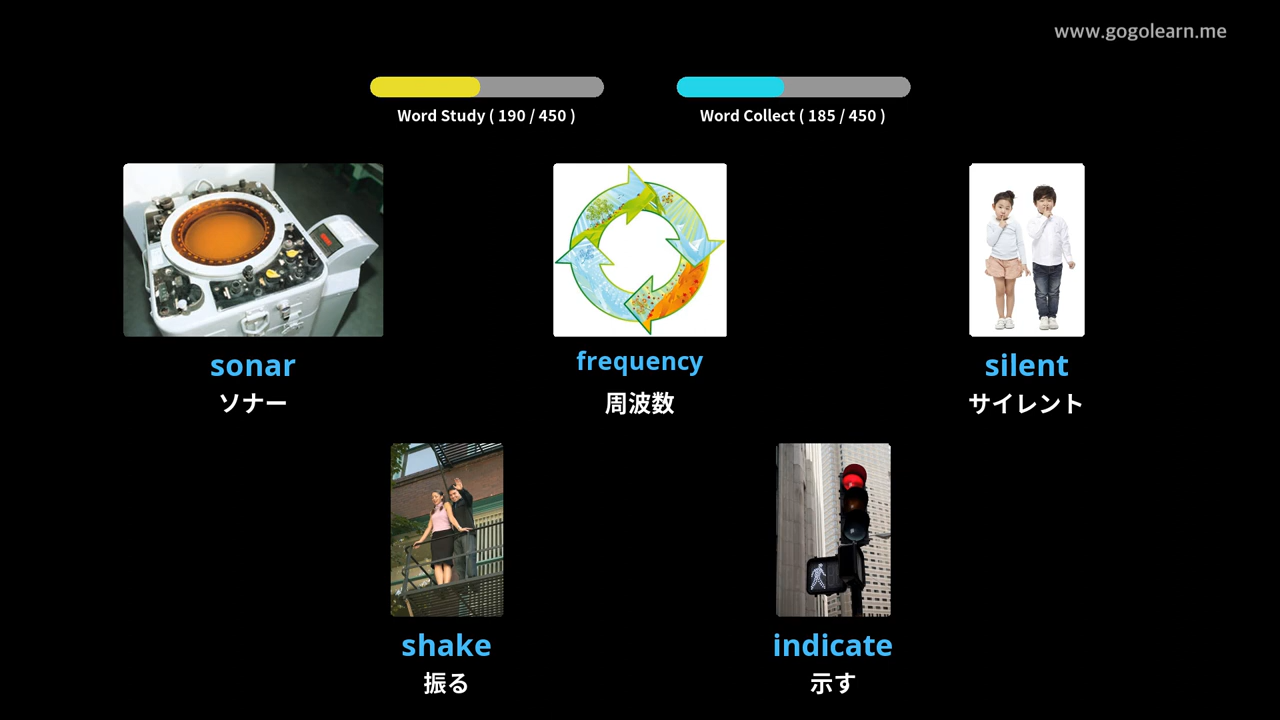 www.gogolearn.me
Word Study ( 190 / 450 )
Word Collect ( 185 / 450 )
sonar
ソナー
frequency
周波数
silent
サイレント
shake
振る
indicate
示す